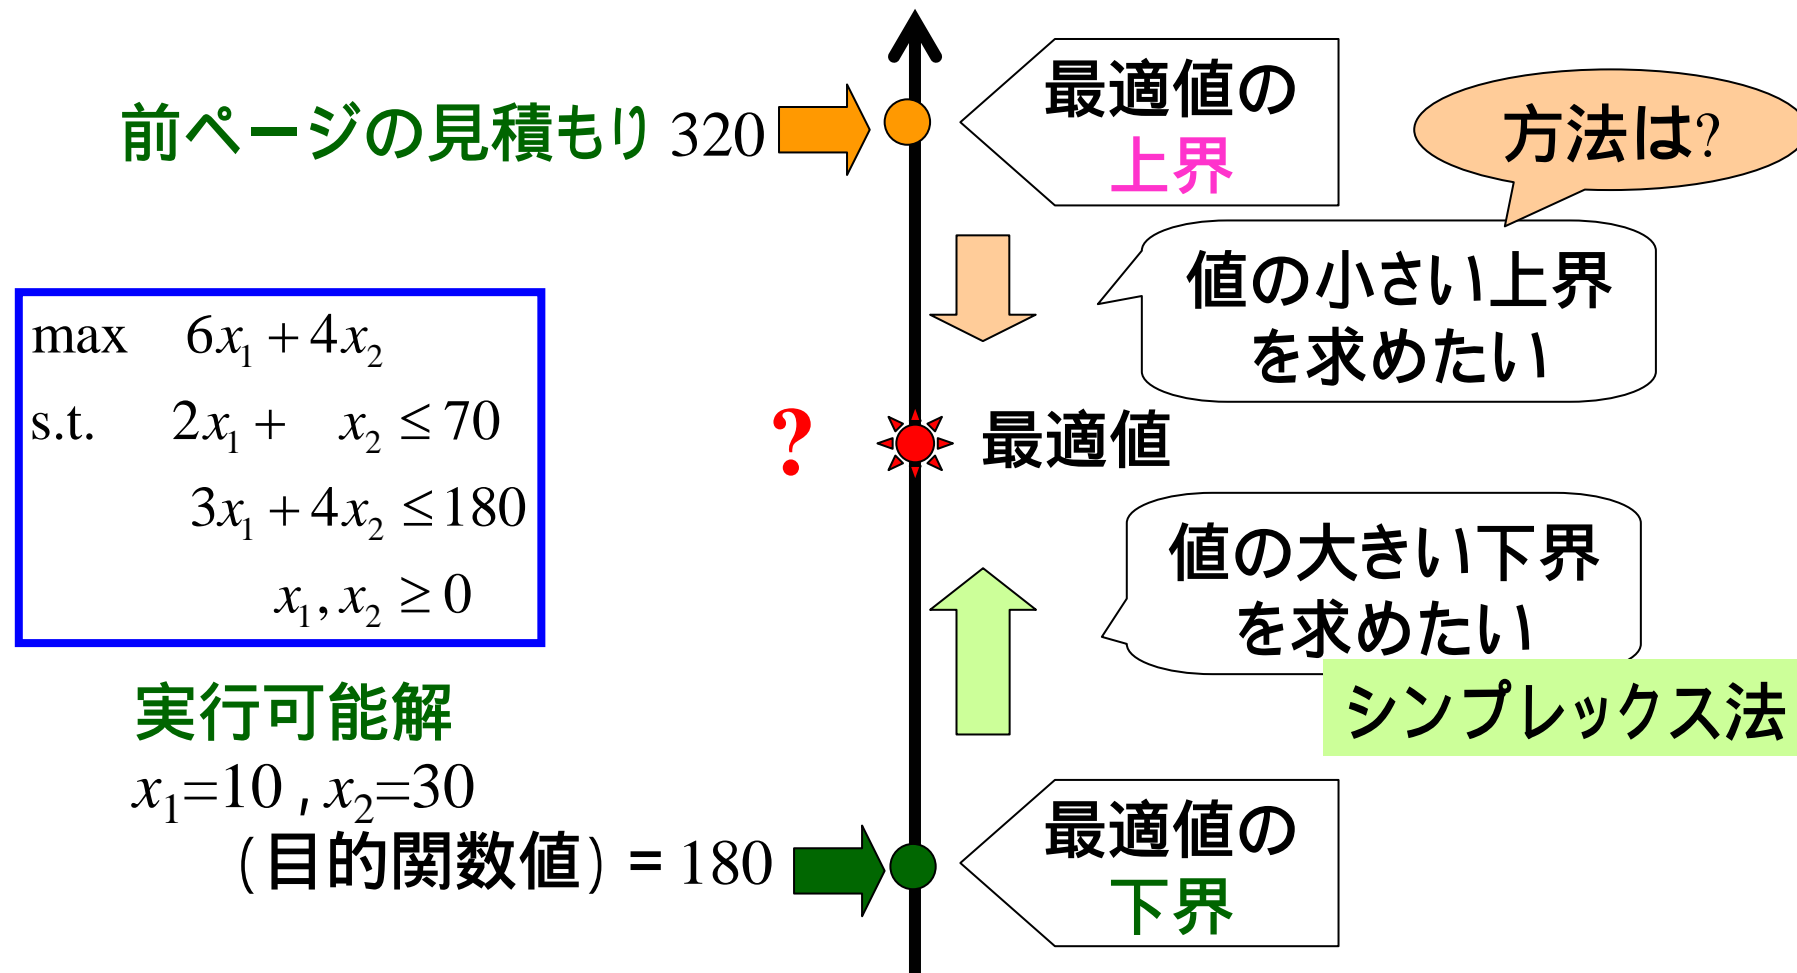 前ページの見積もり 320
最適値の
上界
方法は?
値の小さい上界
を求めたい
max 6x₁ + 4x₂
s.t. 2x₁ + x₂ ≤ 70
3x₁ + 4x₂ ≤ 180
x₁, x₂ ≥ 0
?
最適値
値の大きい下界
を求めたい
シンプレックス法
実行可能解
x₁=10 , x₂=30
(目的関数値) = 180
最適値の
下界